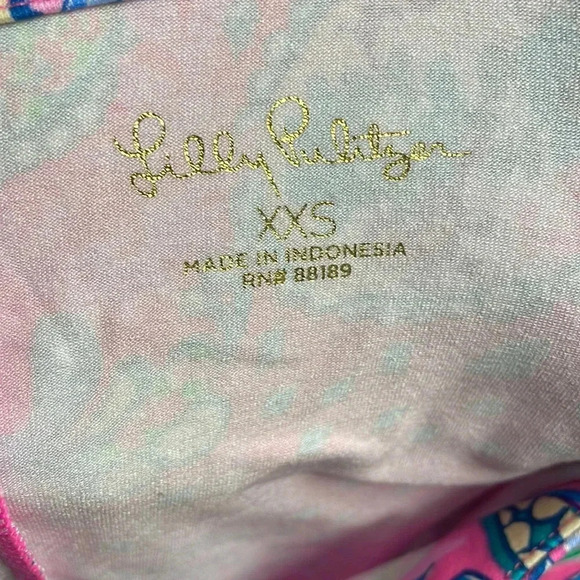 Lilly Pulitzer
XXS
MADE IN INDONESIA
RN# 88189